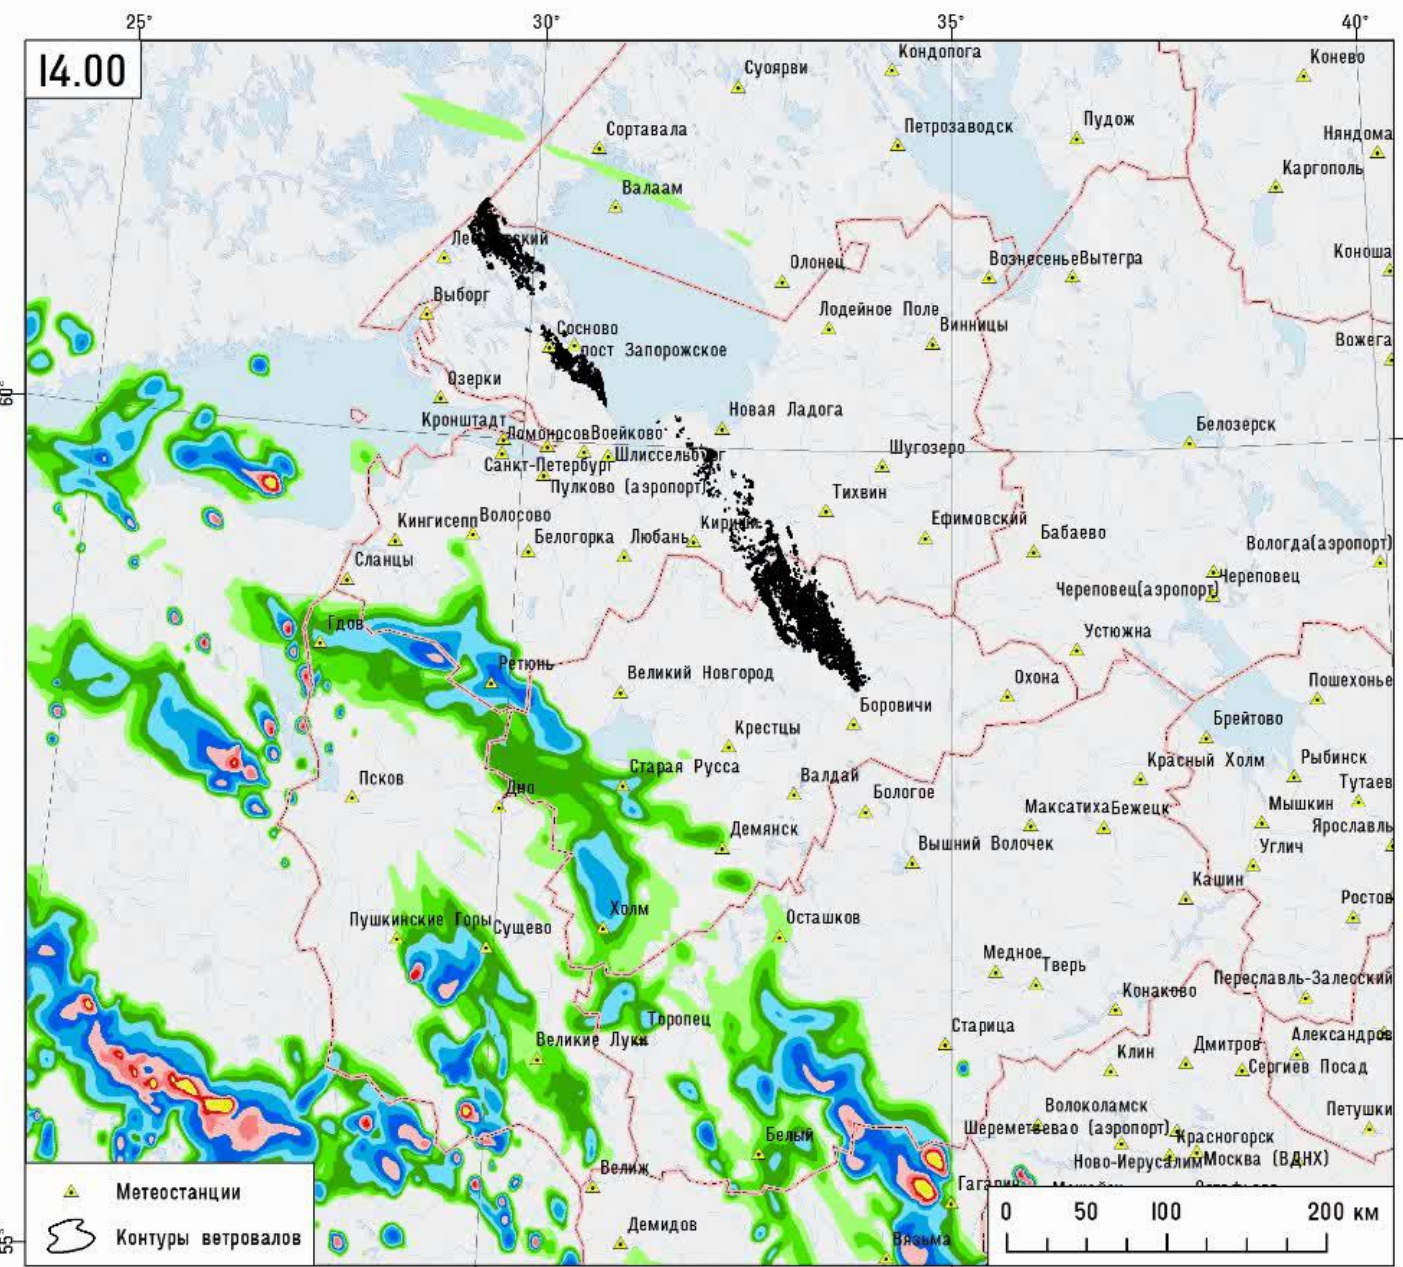 25°
30°
35°
40°
14.00
Кондопога
Суоярви
Конево
Сортавала
Петрозаводск
Пудож
Няндома
Каргополь
Валаам
Олонец
Вознесенье
Вытегра
Коноша
Выборг
Лодейное Поле
Винницы
Сосново
пост Запорожское
Вожега
Озерки
60°
Кронштадт
Ломоносов
Воейково
Новая Ладога
Белозерск
Санкт-Петербург
Шлиссельбург
Шугозеро
Пулково (аэропорт)
Тихвин
Кингисепп
Волосово
Белогорка
Любань
Кириши
Ефимовский
Бабаево
Вологда(аэропорт)
Сланцы
Череповец
Череповец(аэропорт)
Гдов
Устюжна
Ретюнь
Великий Новгород
Охона
Пошехонье
Боровичи
Брейтово
Крестцы
Псков
Дно
Старая Русса
Валдай
Бологое
Красный Холм
Рыбинск
Тутаев
Максатиха
Бежецк
Мышкин
Демянск
Вышний Волочек
Ярославль
Углич
Кашин
Пушкинские Горы
Сущево
Холм
Осташков
Ростов
Медное
Тверь
Переславль-Залесский
Конаково
Торопец
Старица
Великие Луки
Клин
Дмитров
Александров
Сергиев Посад
Волоколамск
Петушки
Белый
Шереметьевао (аэропорт)
Красногорск
Ново-Иерусалим
Москва (ВДНХ)
Велиж
Гагарин
Демидов
Вязьма
55°
Метеостанции
Контуры ветровалов
0 50 100 200 км